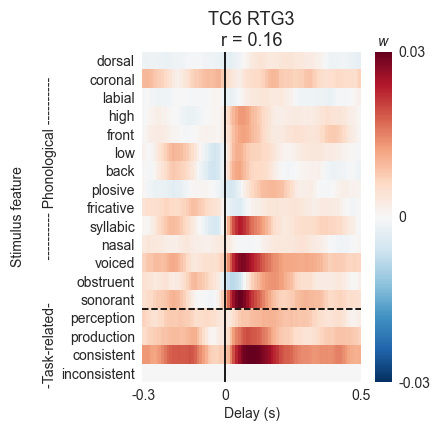 TC6 RTG3
r = 0.16
w
dorsal
coronal
labial
high
front
low
back
plosive
fricative
syllabic
nasal
voiced
obstruent
sonorant
perception
production
consistent
inconsistent
Stimulus feature
---------- Phonological ----------
-Task-related-
0.03
0
-0.03
-0.3
0
0.5
Delay (s)